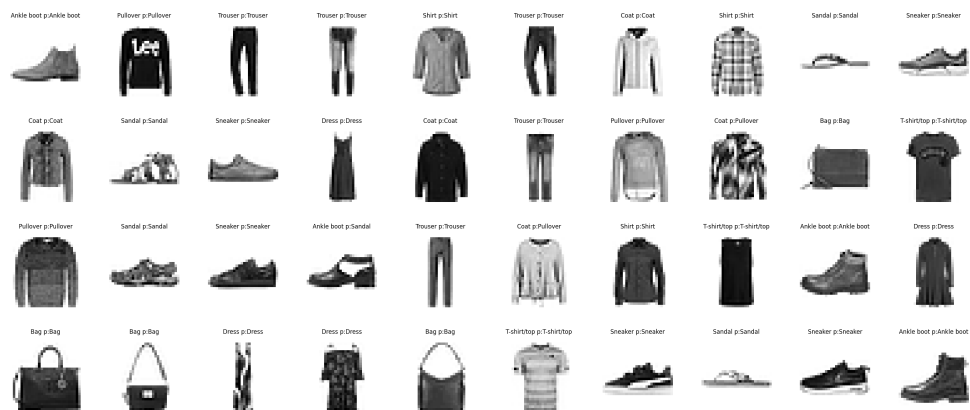 Ankle boot p:Ankle boot
Pullover p:Pullover
Trouser p:Trouser
Trouser p:Trouser
Shirt p:Shirt
Trouser p:Trouser
Coat p:Coat
Shirt p:Shirt
Sandal p:Sandal
Sneaker p:Sneaker
Lee
Coat p:Coat
Sandal p:Sandal
Sneaker p:Sneaker
Dress p:Dress
Coat p:Coat
Trouser p:Trouser
Pullover p:Pullover
Coat p:Pullover
Bag p:Bag
T-shirt/top p:T-shirt/top
Pullover p:Pullover
Sandal p:Sandal
Sneaker p:Sneaker
Ankle boot p:Sandal
Trouser p:Trouser
Coat p:Pullover
Shirt p:Shirt
T-shirt/top p:T-shirt/top
Ankle boot p:Ankle boot
Dress p:Dress
Bag p:Bag
Bag p:Bag
Dress p:Dress
Dress p:Dress
Bag p:Bag
T-shirt/top p:T-shirt/top
Sneaker p:Sneaker
Sandal p:Sandal
Sneaker p:Sneaker
Ankle boot p:Ankle boot